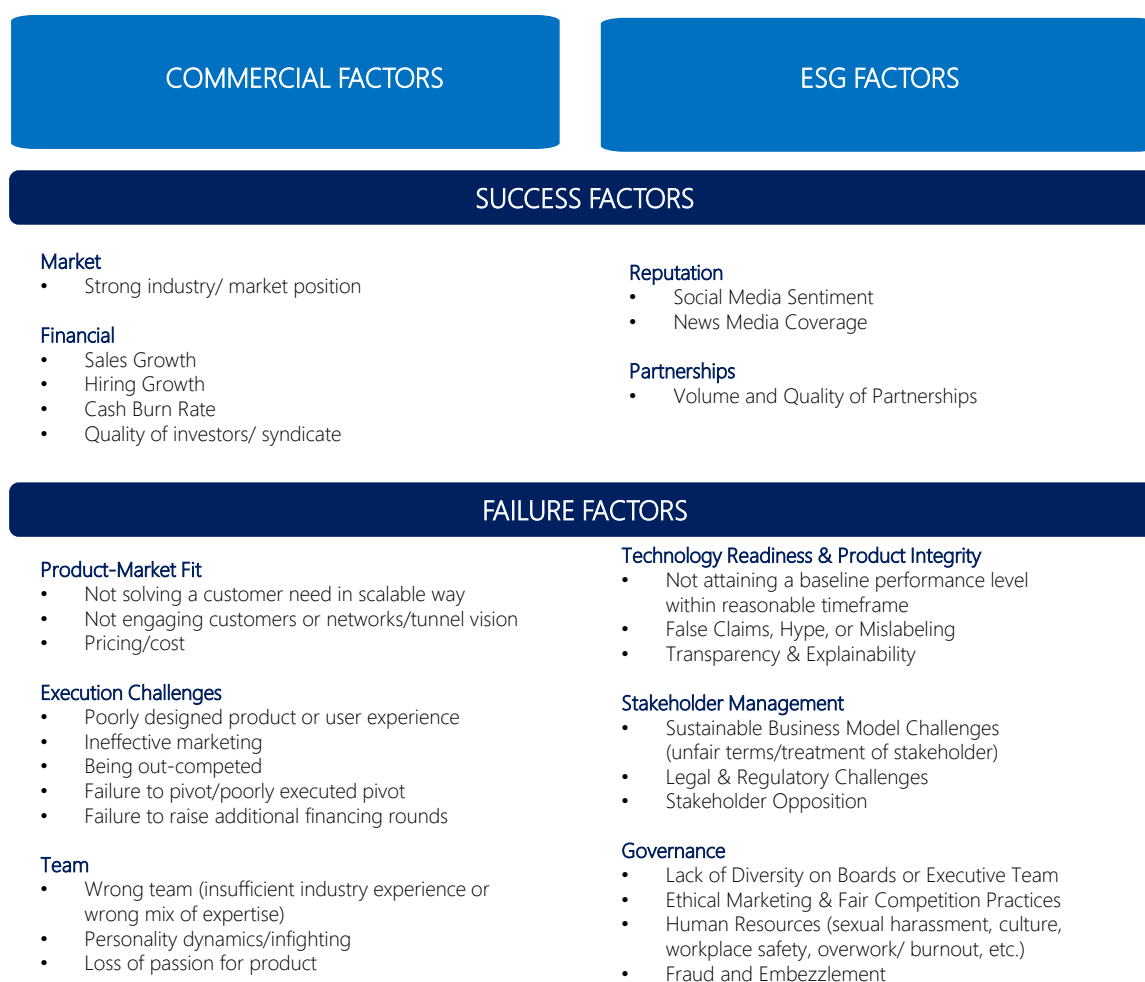 COMMERCIAL FACTORS
ESG FACTORS
SUCCESS FACTORS
Market
• Strong industry/ market position
Financial
• Sales Growth
• Hiring Growth
• Cash Burn Rate
• Quality of investors/ syndicate
Reputation
• Social Media Sentiment
• News Media Coverage
Partnerships
• Volume and Quality of Partnerships
FAILURE FACTORS
Product-Market Fit
• Not solving a customer need in scalable way
• Not engaging customers or networks/tunnel vision
• Pricing/cost
Execution Challenges
• Poorly designed product or user experience
• Ineffective marketing
• Being out-competed
• Failure to pivot/poorly executed pivot
• Failure to raise additional financing rounds
Team
• Wrong team (insufficient industry experience or
wrong mix of expertise)
• Personality dynamics/infighting
• Loss of passion for product
Technology Readiness & Product Integrity
• Not attaining a baseline performance level
within reasonable timeframe
• False Claims, Hype, or Mislabeling
• Transparency & Explainability
Stakeholder Management
• Sustainable Business Model Challenges
(unfair terms/treatment of stakeholder)
• Legal & Regulatory Challenges
• Stakeholder Opposition
Governance
• Lack of Diversity on Boards or Executive Team
• Ethical Marketing & Fair Competition Practices
• Human Resources (sexual harassment, culture,
workplace safety, overwork/ burnout, etc.)
• Fraud and Embezzlement